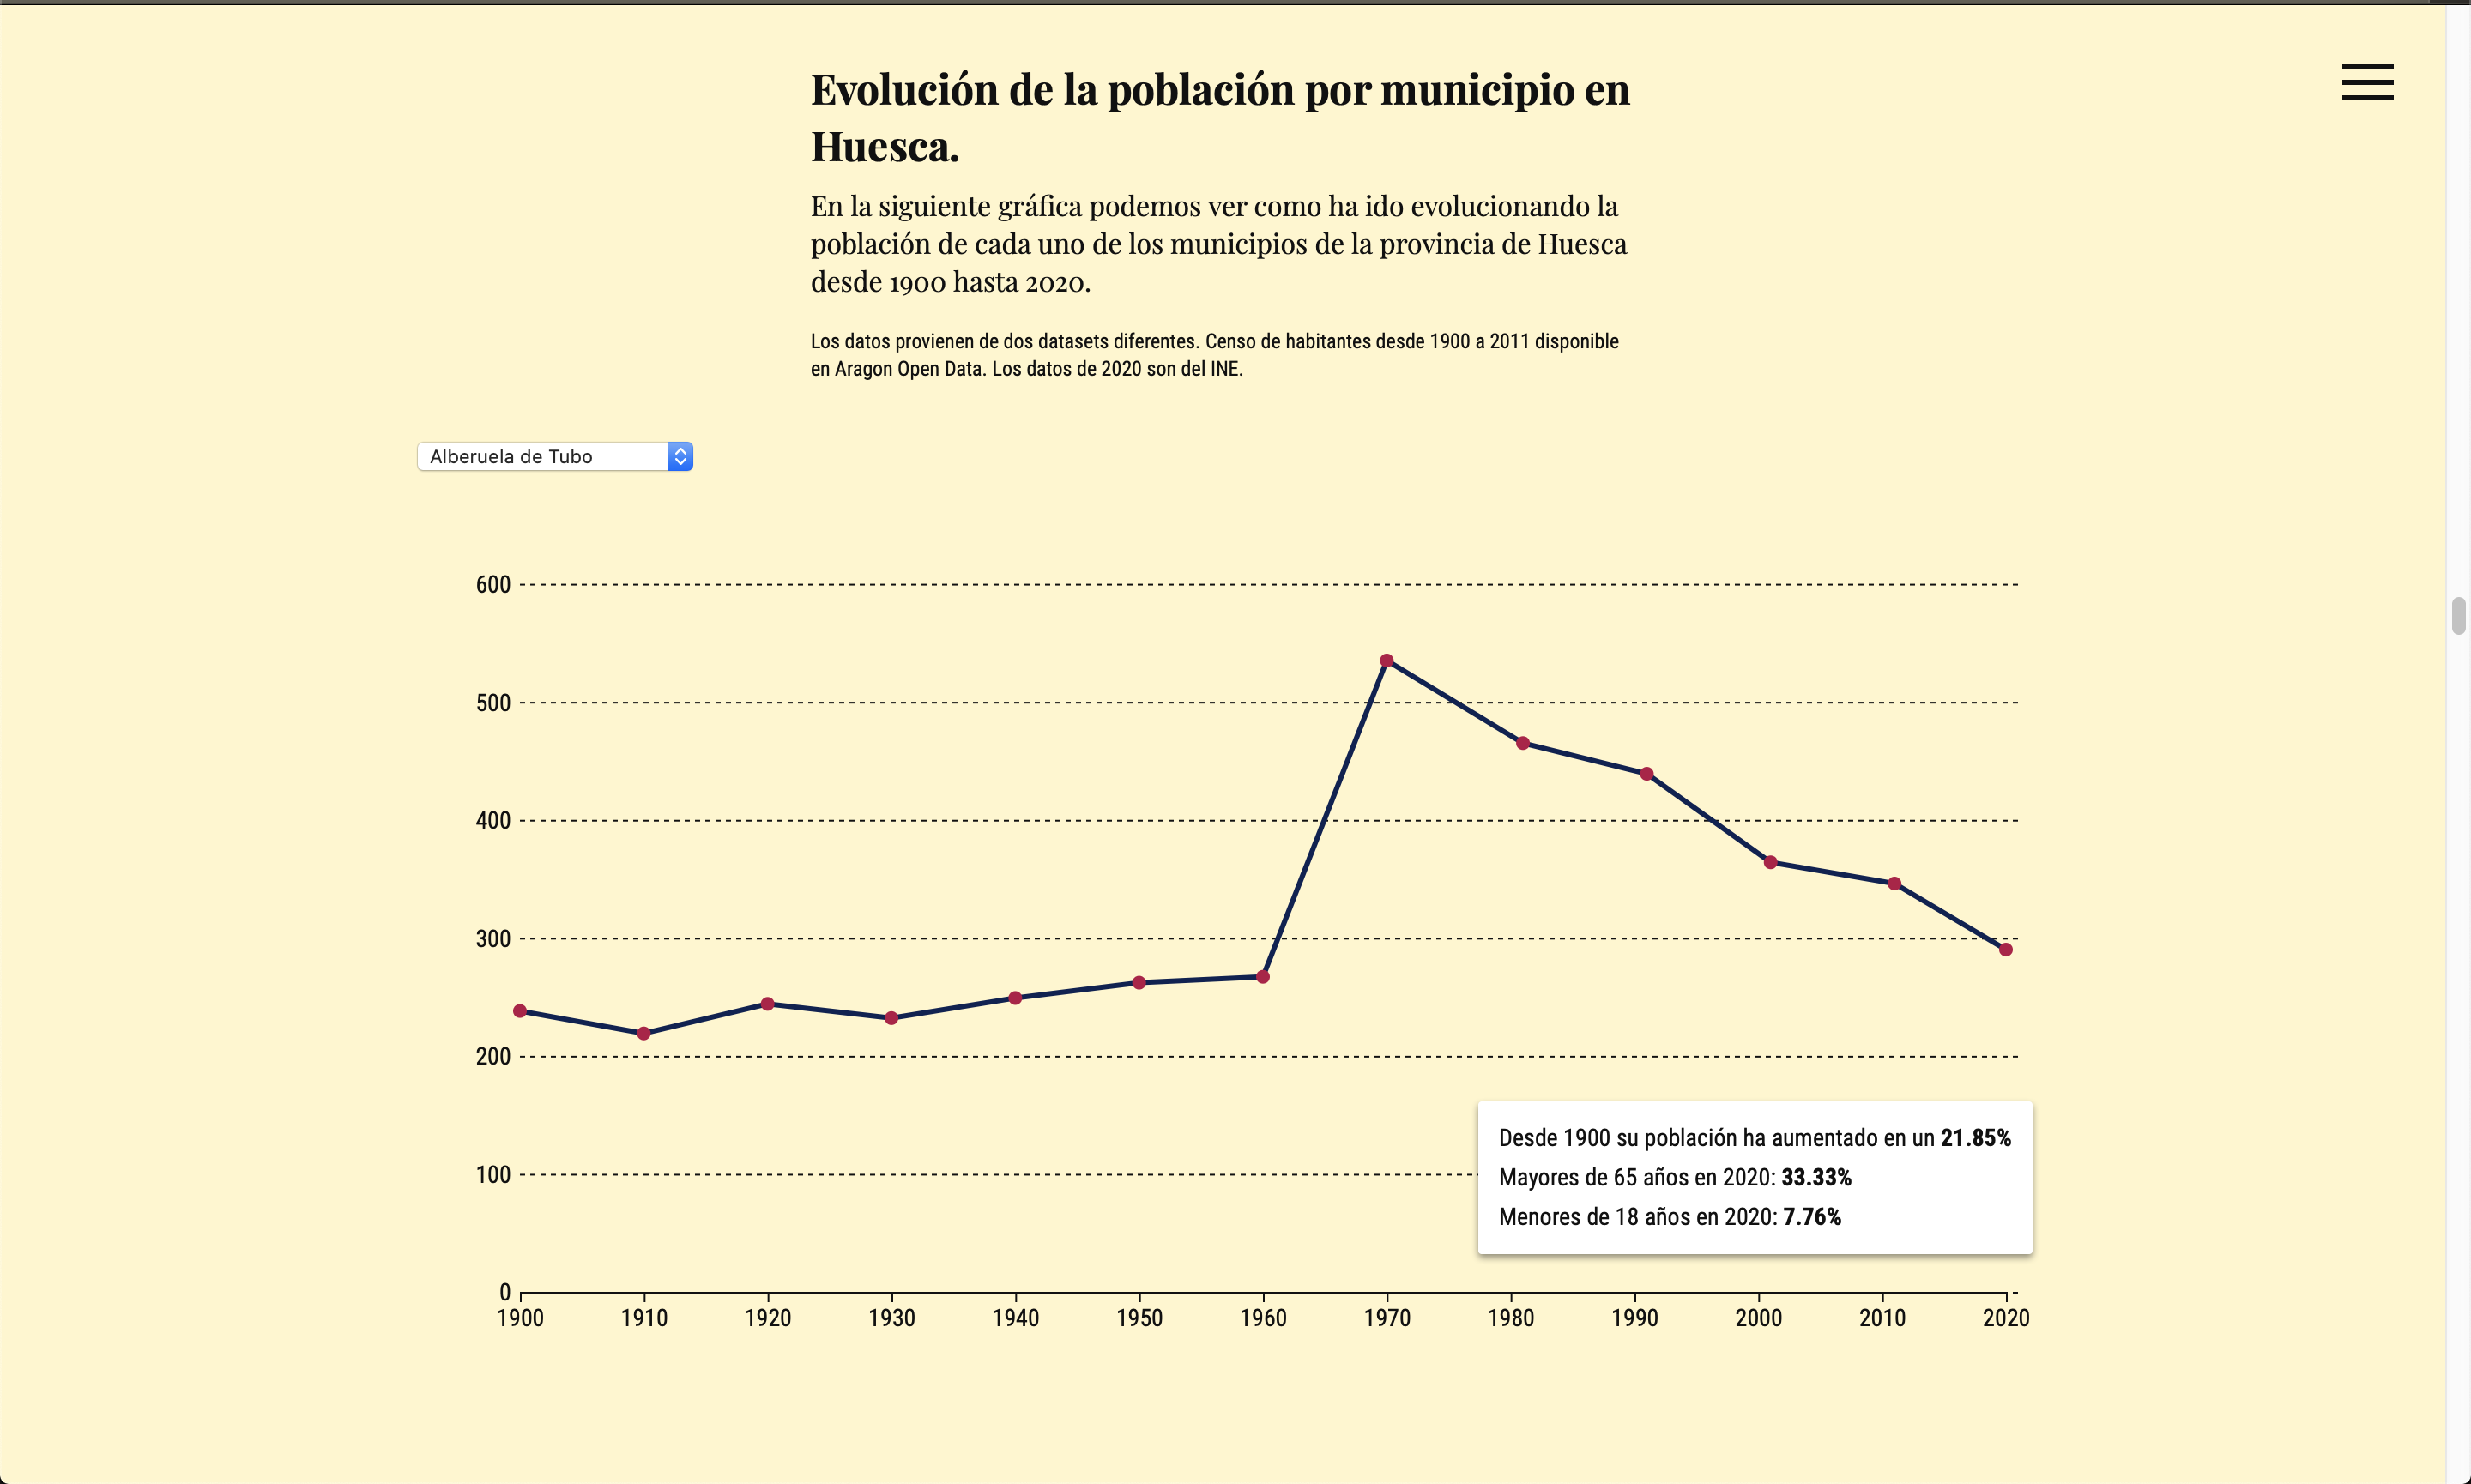 Evolución de la población por municipio en
Huesca.
En la siguiente gráfica podemos ver como ha ido evolucionando la
población de cada uno de los municipios de la provincia de Huesca
desde 1900 hasta 2020.
Los datos provienen de dos datasets diferentes. Censo de habitantes desde 1900 a 2011 disponible
en Aragon Open Data. Los datos de 2020 son del INE.
Alberuela de Tubo
600
500
400
300
200
100
0
Desde 1900 su población ha aumentado en un 21.85%
Mayores de 65 años en 2020: 33.33%
Menores de 18 años en 2020: 7.76%
1900 1910 1920 1930 1940 1950 1960 1970 1980 1990 2000 2010 2020